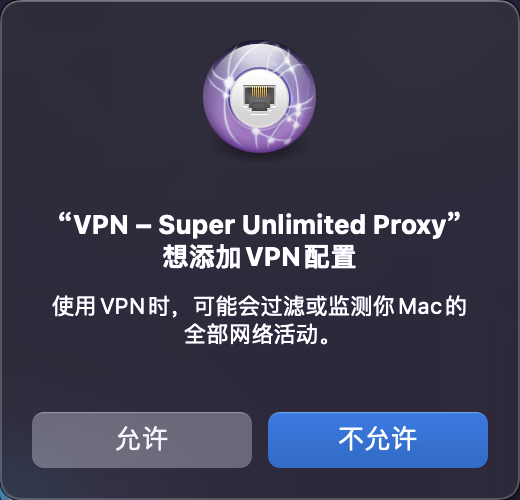 “VPN – Super Unlimited Proxy”
想添加VPN配置
使用VPN时，可能会过滤或监测你Mac的
全部网络活动。
允许
不允许